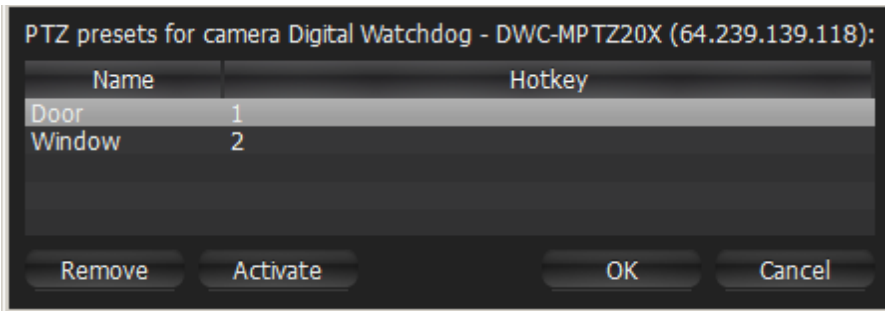 PTZ presets for camera Digital Watchdog - DWC-MPTZ20X (64.239.139.118):
Name Hotkey
Door 1
Window 2
Remove Activate OK Cancel